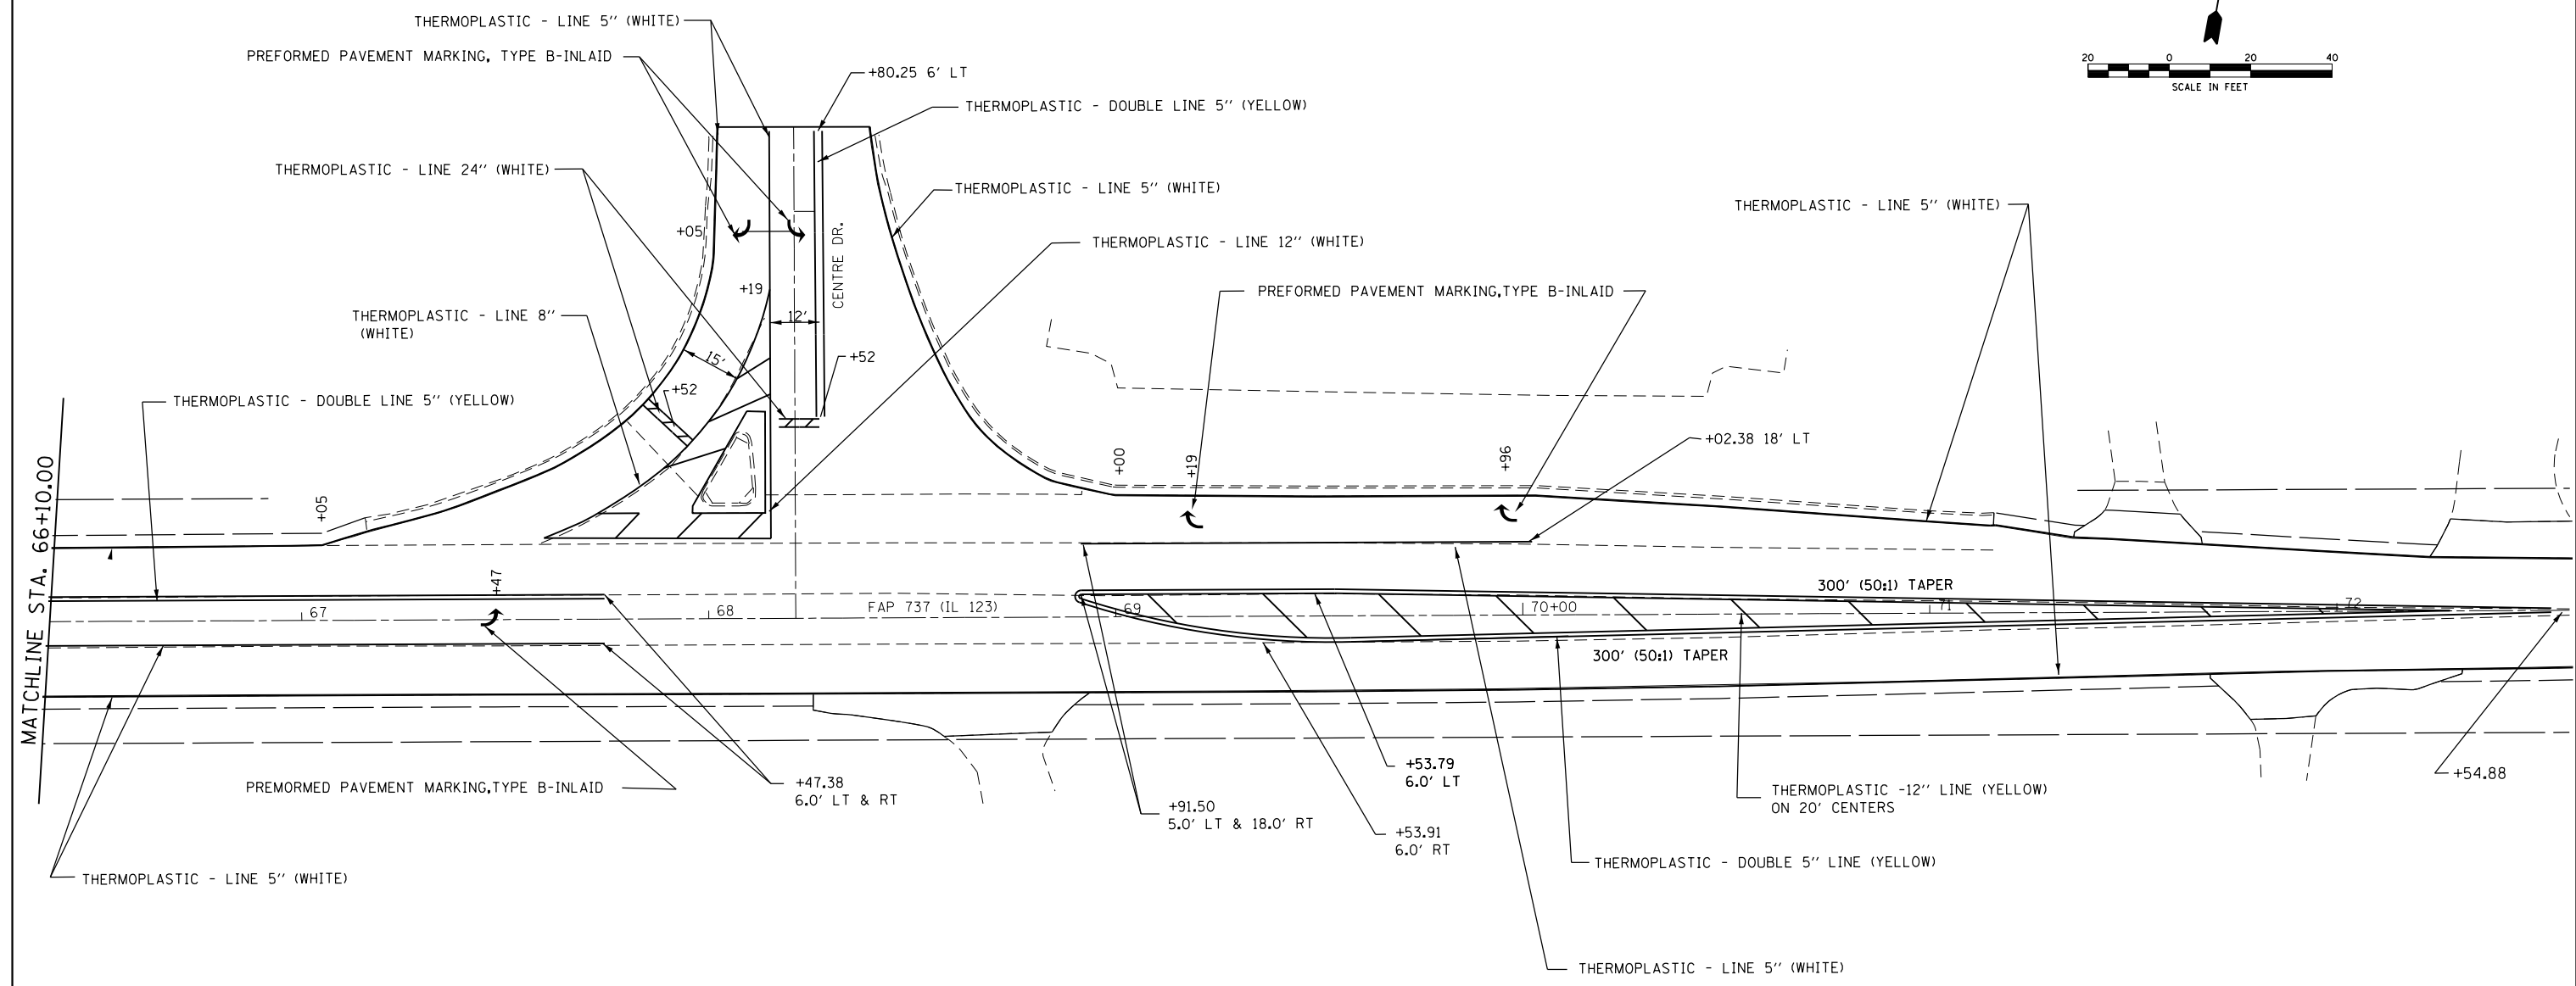 THERMOPLASTIC - LINE 5" (WHITE)
PREFORMED PAVEMENT MARKING, TYPE B-INLAID
+80.25 6' LT
THERMOPLASTIC - DOUBLE LINE 5" (YELLOW)
20 0 20 40
SCALE IN FEET
THERMOPLASTIC - LINE 24" (WHITE)
THERMOPLASTIC - LINE 5" (WHITE)
THERMOPLASTIC - LINE 5" (WHITE)
+05
CENTRE DR.
THERMOPLASTIC - LINE 12" (WHITE)
+19
PREFORMED PAVEMENT MARKING,TYPE B-INLAID
THERMOPLASTIC - LINE 8"
(WHITE)
12'
15'
+52
+52
THERMOPLASTIC - DOUBLE LINE 5" (YELLOW)
+02.38 18' LT
+00
+19
+96
MATCHLINE STA. 66+10.00
+05
+47
300' (50:1) TAPER
67
68
FAP 737 (IL 123)
69
70+00
71
72
300' (50:1) TAPER
+53.79
6.0' LT
+54.88
PREMORMED PAVEMENT MARKING,TYPE B-INLAID
+47.38
6.0' LT & RT
THERMOPLASTIC -12" LINE (YELLOW)
ON 20' CENTERS
+91.50
5.0' LT & 18.0' RT
+53.91
6.0' RT
THERMOPLASTIC - DOUBLE 5" LINE (YELLOW)
THERMOPLASTIC - LINE 5" (WHITE)
THERMOPLASTIC - LINE 5" (WHITE)